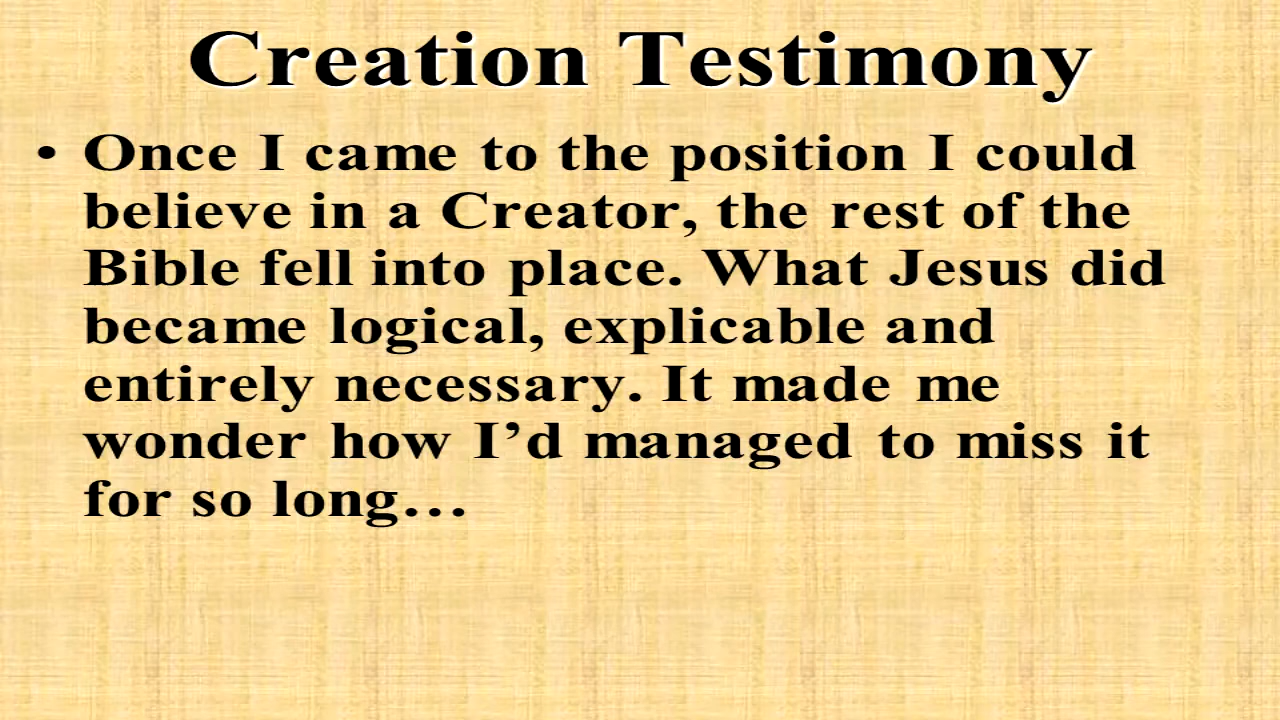 Creation Testimony
• Once I came to the position I could
believe in a Creator, the rest of the
Bible fell into place. What Jesus did
became logical, explicable and
entirely necessary. It made me
wonder how I’d managed to miss it
for so long…